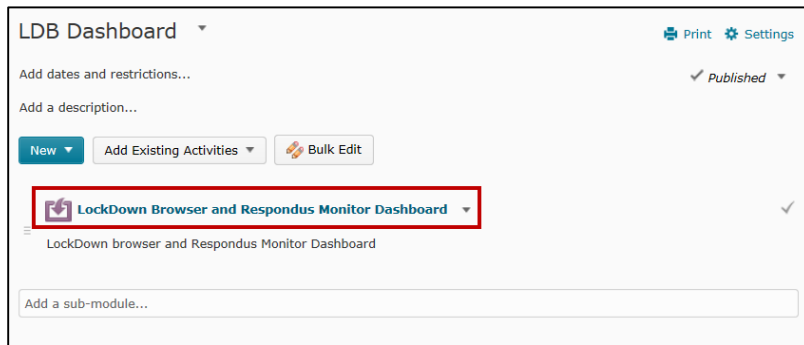 LDB Dashboard
Print Settings
Add dates and restrictions...
Published
Add a description...
New Add Existing Activities Bulk Edit
LockDown Browser and Respondus Monitor Dashboard
LockDown browser and Respondus Monitor Dashboard
Add a sub-module...